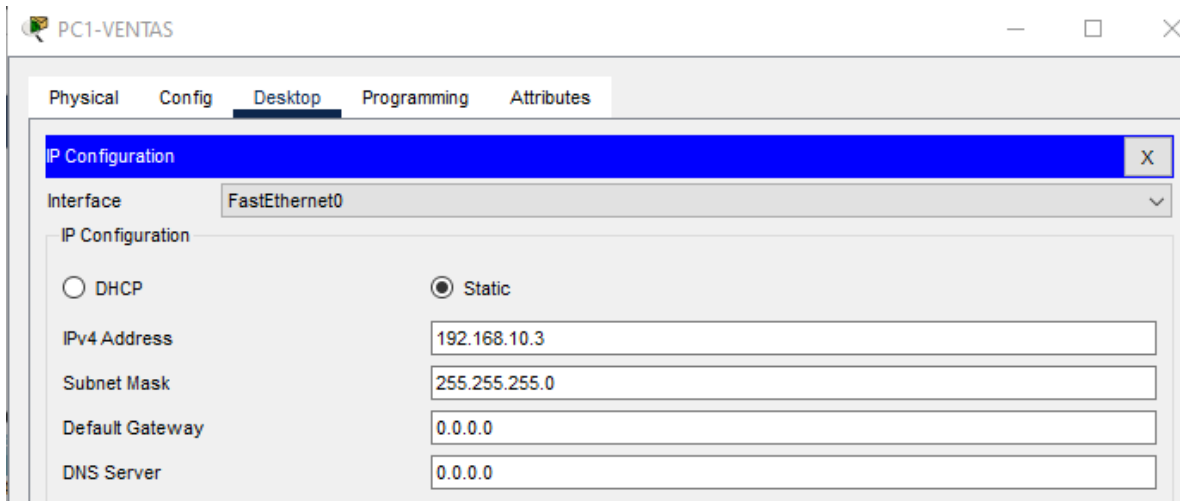 PC1-VENTAS
Physical Config Desktop Programming Attributes
IP Configuration X
Interface FastEthernet0
IP Configuration
DHCP Static
IPv4 Address 192.168.10.3
Subnet Mask 255.255.255.0
Default Gateway 0.0.0.0
DNS Server 0.0.0.0